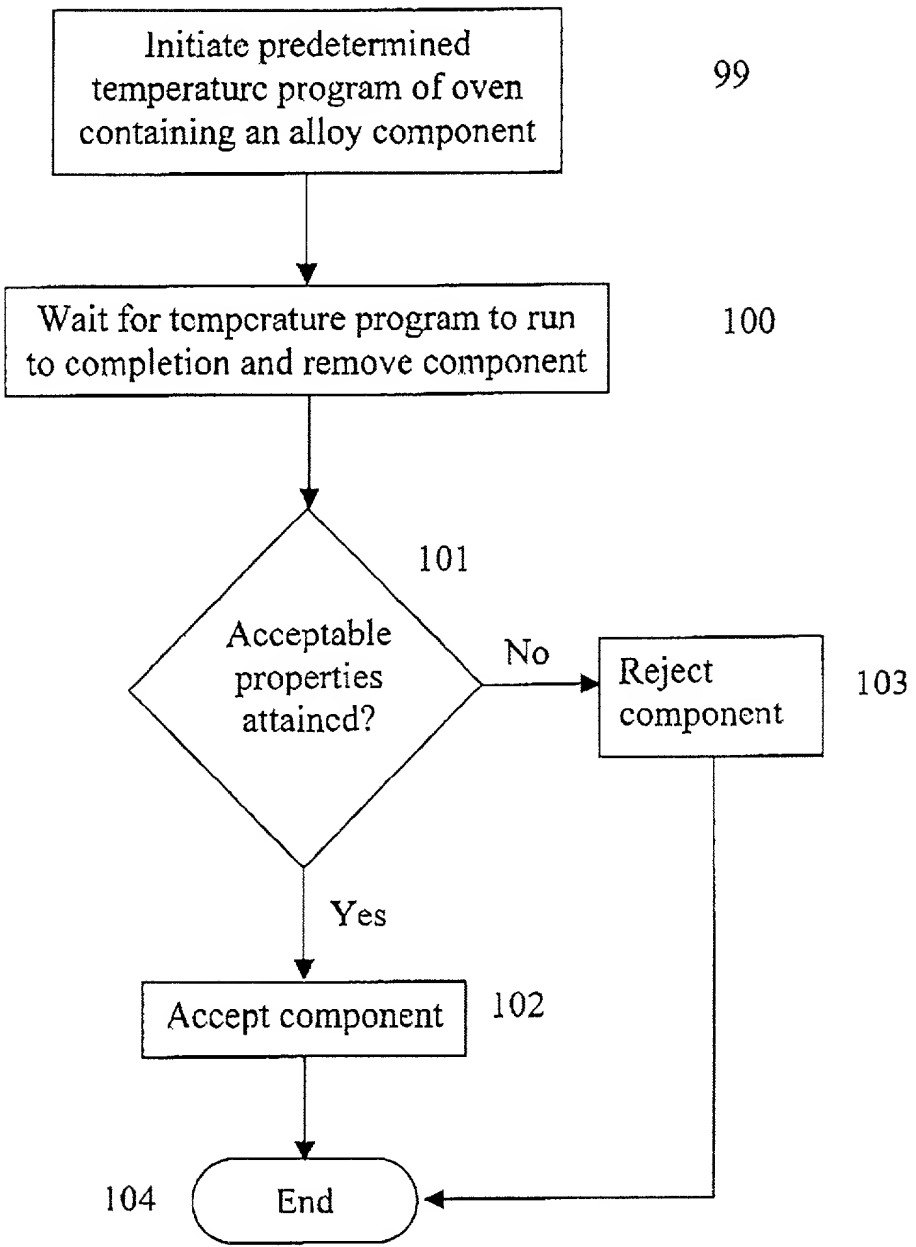 Initiate predetermined
temperature program of oven
containing an alloy component
99
Wait for temperature program to run
to completion and remove component
100
101
Acceptable
properties
attained?
No
Reject
component
103
Yes
Accept component
102
104
End